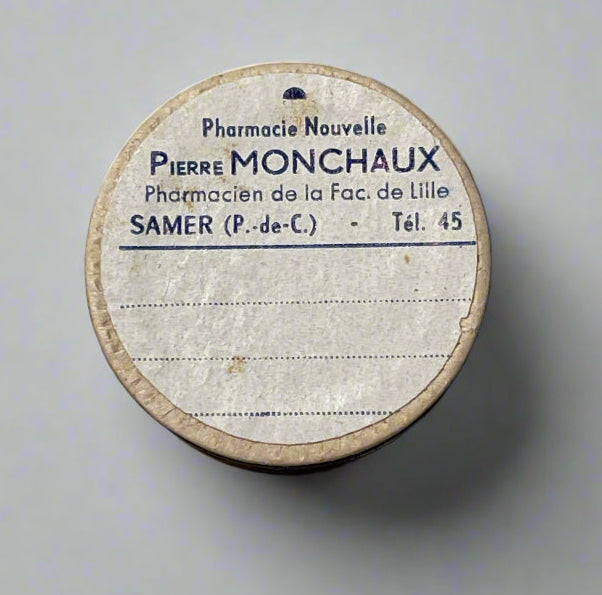 Pharmacie Nouvelle
PIERRE MONCHAUX
Pharmacien de la Fac. de Lille
SAMER (P.-de-C.) - Tél. 45